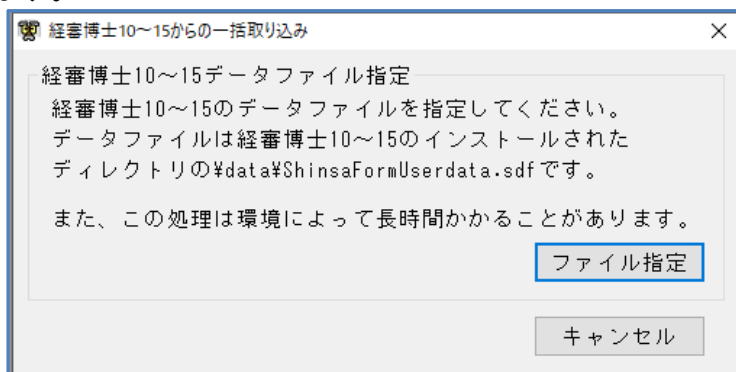 経審博士10～15からの一括取り込み
経審博士10～15データファイル指定
経審博士10～15のデータファイルを指定してください。
データファイルは経審博士10～15のインストールされた
ディレクトリの¥data¥ShinsaFormUserdata.sdfです。
また、この処理は環境によって長時間かかることがあります。
ファイル指定
キャンセル